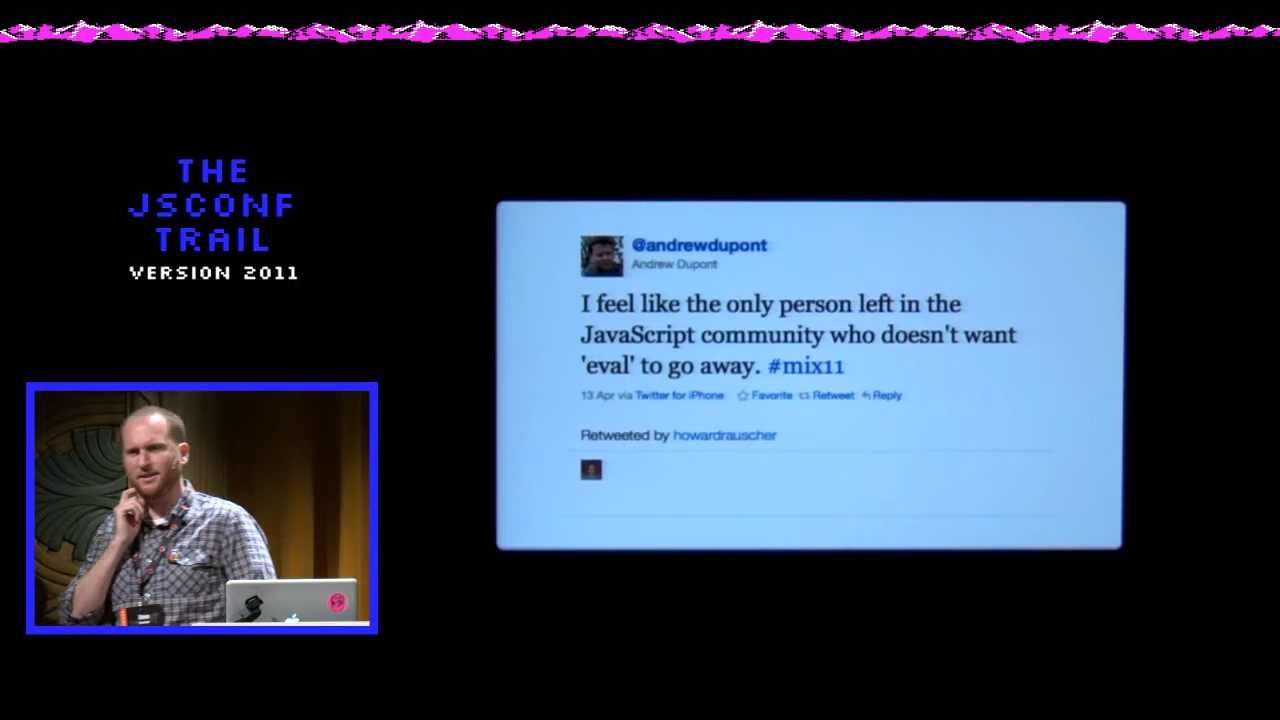 THE
JSCONF
TRAIL
VERSION 2011
@andrewdupont
Andrew Dupont
I feel like the only person left in the
JavaScript community who doesn't want
'eval' to go away. #mix11
13 Apr via Twitter for iPhone Favorite Retweet Reply
Retweeted by howardrauscher